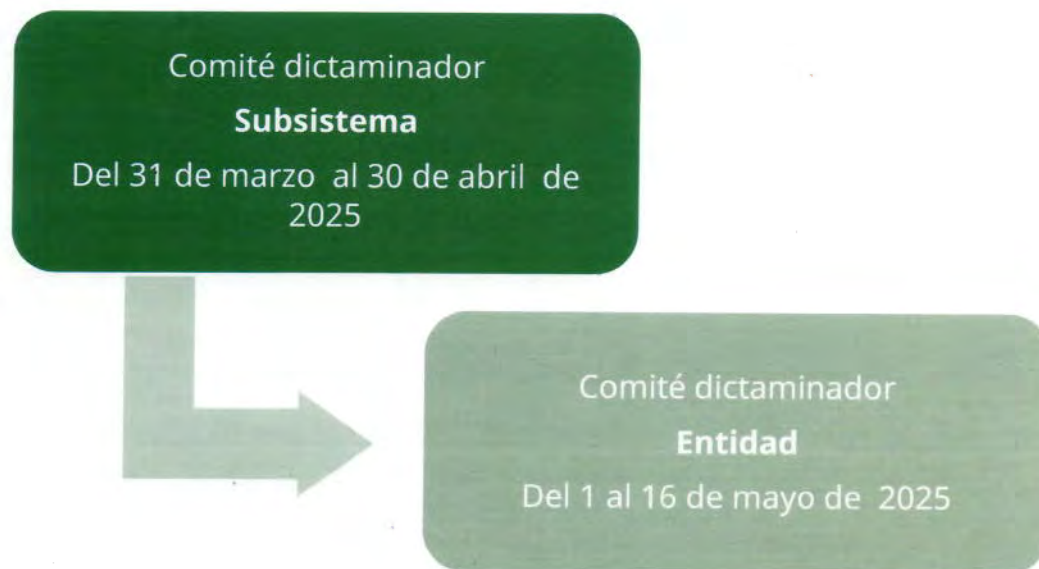 Comité dictaminador
Subsistema
Del 31 de marzo al 30 de abril de
2025
Comité dictaminador
Entidad
Del 1 al 16 de mayo de 2025